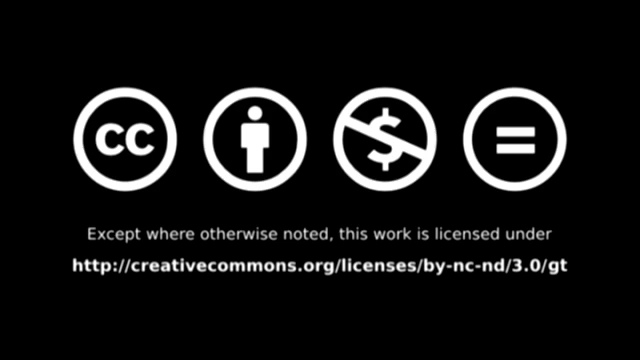 cc
$
=
Except where otherwise noted, this work is licensed under
http://creativecommons.org/licenses/by-nc-nd/3.0/gt